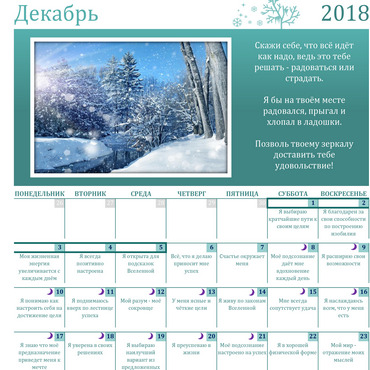 Декабрь
2018
Скажи себе, что всё идёт
как надо, ведь это тебе
решать - радоваться или
страдать.
Я бы на твоём месте
радовался, прыгал и
хлопал в ладошки.
Позволь твоему зеркалу
доставить тебе
удовольствие!
ПОНЕДЕЛЬНИК ВТОРНИК СРЕДА ЧЕТВЕРГ ПЯТНИЦА СУББОТА ВОСКРЕСЕНЬЕ
1 2
Я выбираю
кратчайшие пути к
своим целям
Я благодарен за
свои способности
по построению
изобилия
3 4 5 6 7 8 9
Моя жизненная
энергия
увеличивается с
каждым днём
Я всегда
позитивно
настроена
Я открыта для
подсказок
Вселенной
Всё, что я делаю
приносит мне
успех
Счастье окружает
меня
Моё подсознание
даёт мне
вдохновение
каждый день
Я расширяю свои
возможности
10 11 12 13 14 15 16
Я понимаю как
настроить себя на
достижение цели
Я поднимаюсь
вверх по лестнице
успеха
Мой разум - моё
сокровище
У меня ясные и
чёткие цели
Я живу по законам
Вселенной
Мне всегда
сопутствует удача
Я наслаждаюсь
всем, что у меня
есть
17 18 19 20 21 22 23
Я знаю что моё
предназначение
приведет меня о
мечте
Я уверена в своих
решениях
Я выбираю
наилучший
вариант из
предложенных
Я преуспеваю в
жизни
Моё подсознание
настроено на успех
Я в хорошей
физической форме
Мой мир -
отражение моих
мыслей